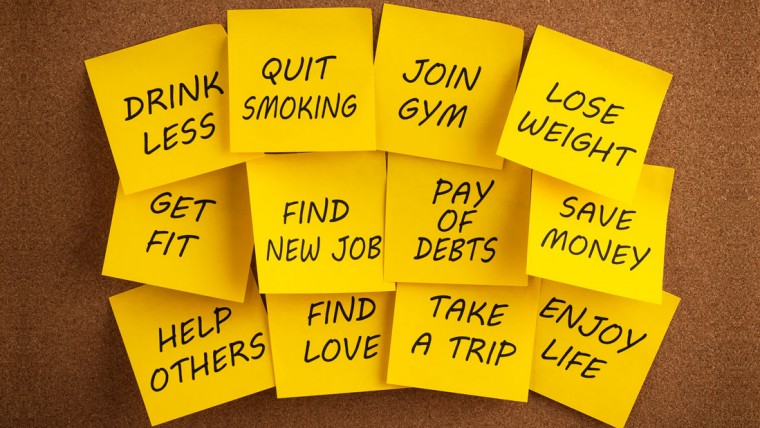 DRINK
LESS
QUIT
SMOKING
JOIN
GYM
LOSE
WEIGHT
GET
FIT
FIND
NEW JOB
PAY
OF
DEBTS
SAVE
MONEY
HELP
OTHERS
FIND
LOVE
TAKE
A TRIP
ENJOY
LIFE